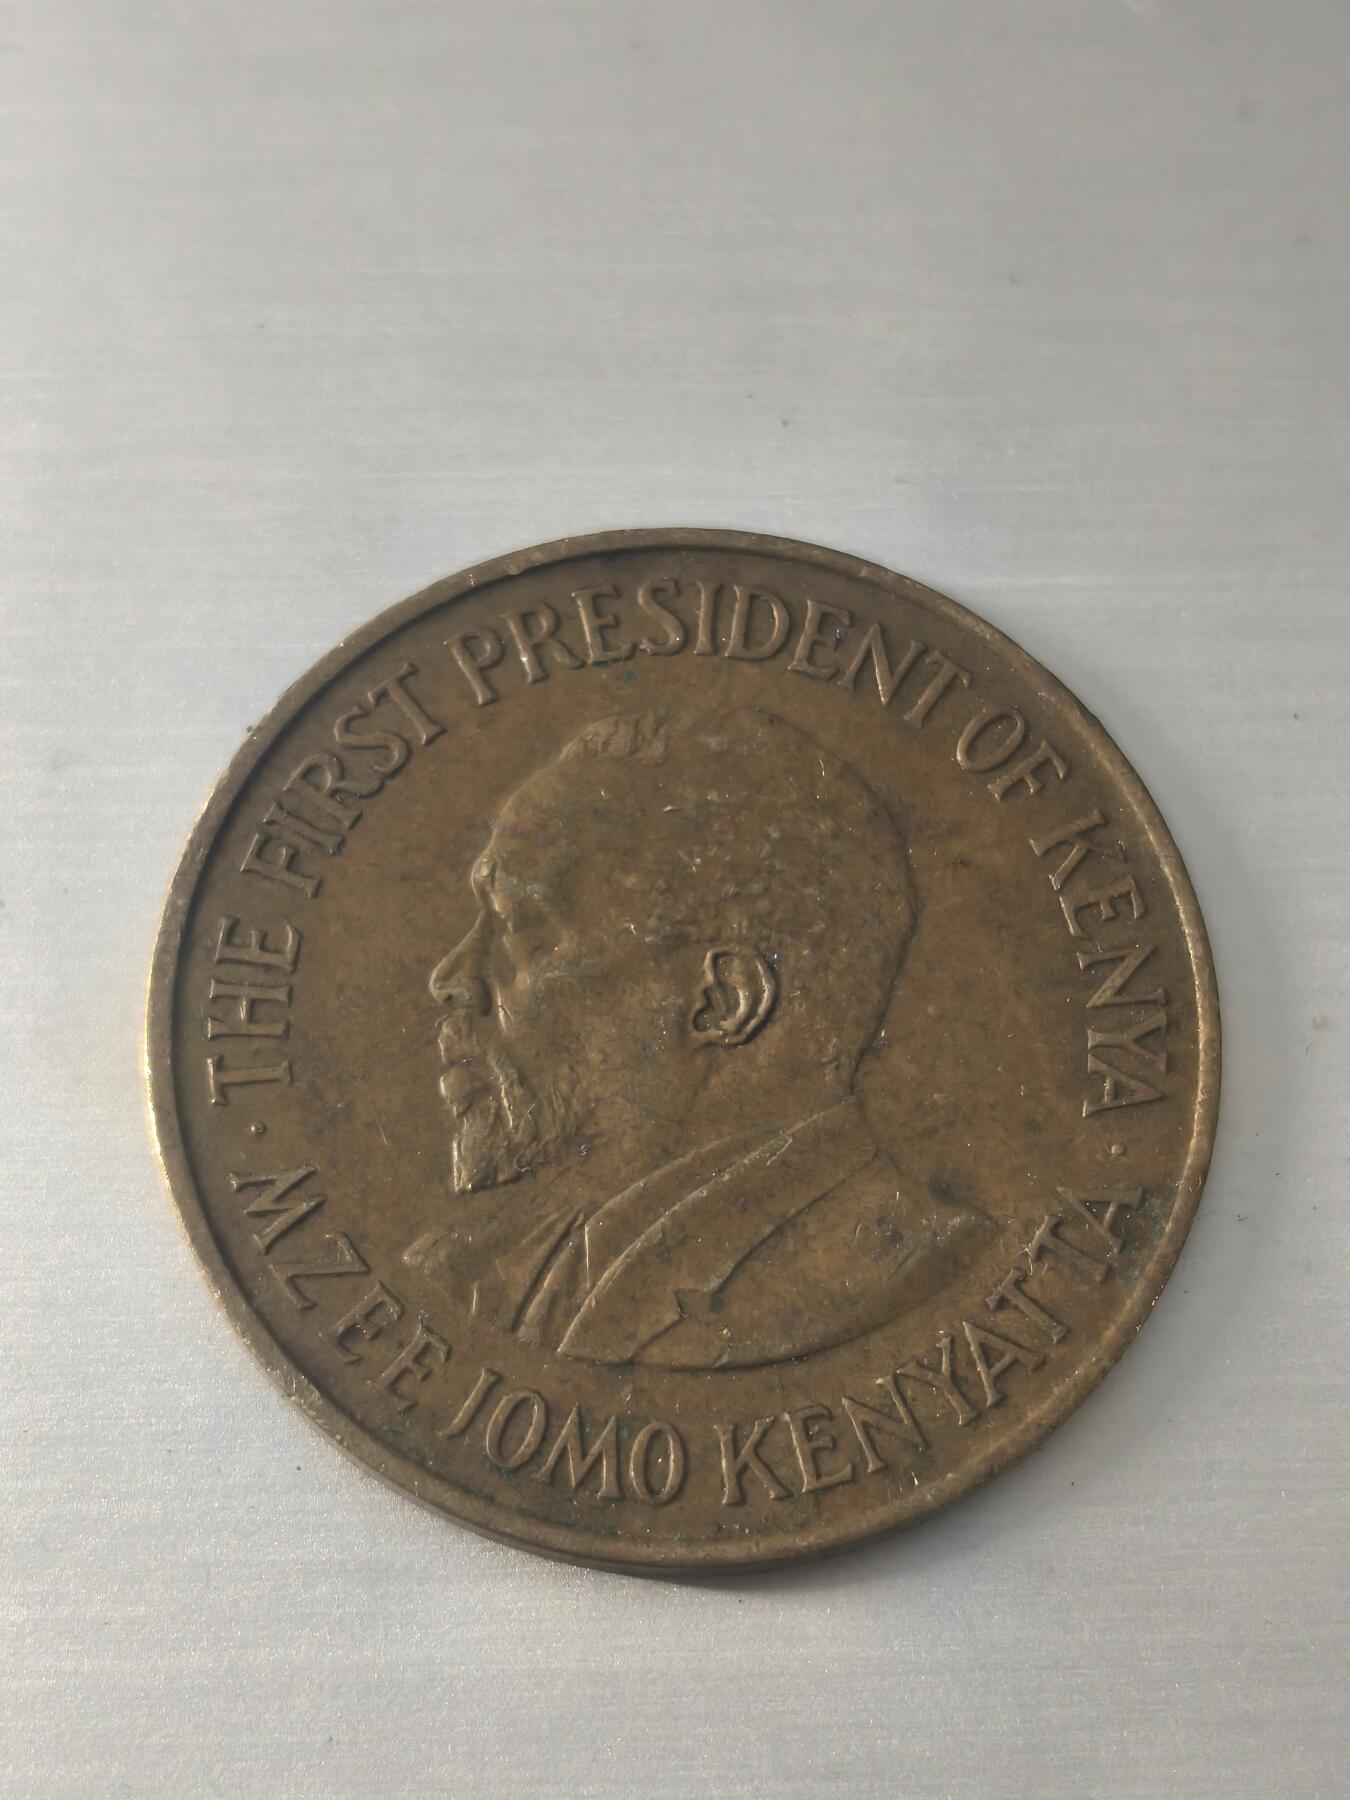 · THE FIRST PRESIDENT OF KENYA ·
MZEE JOMO KENYATTA